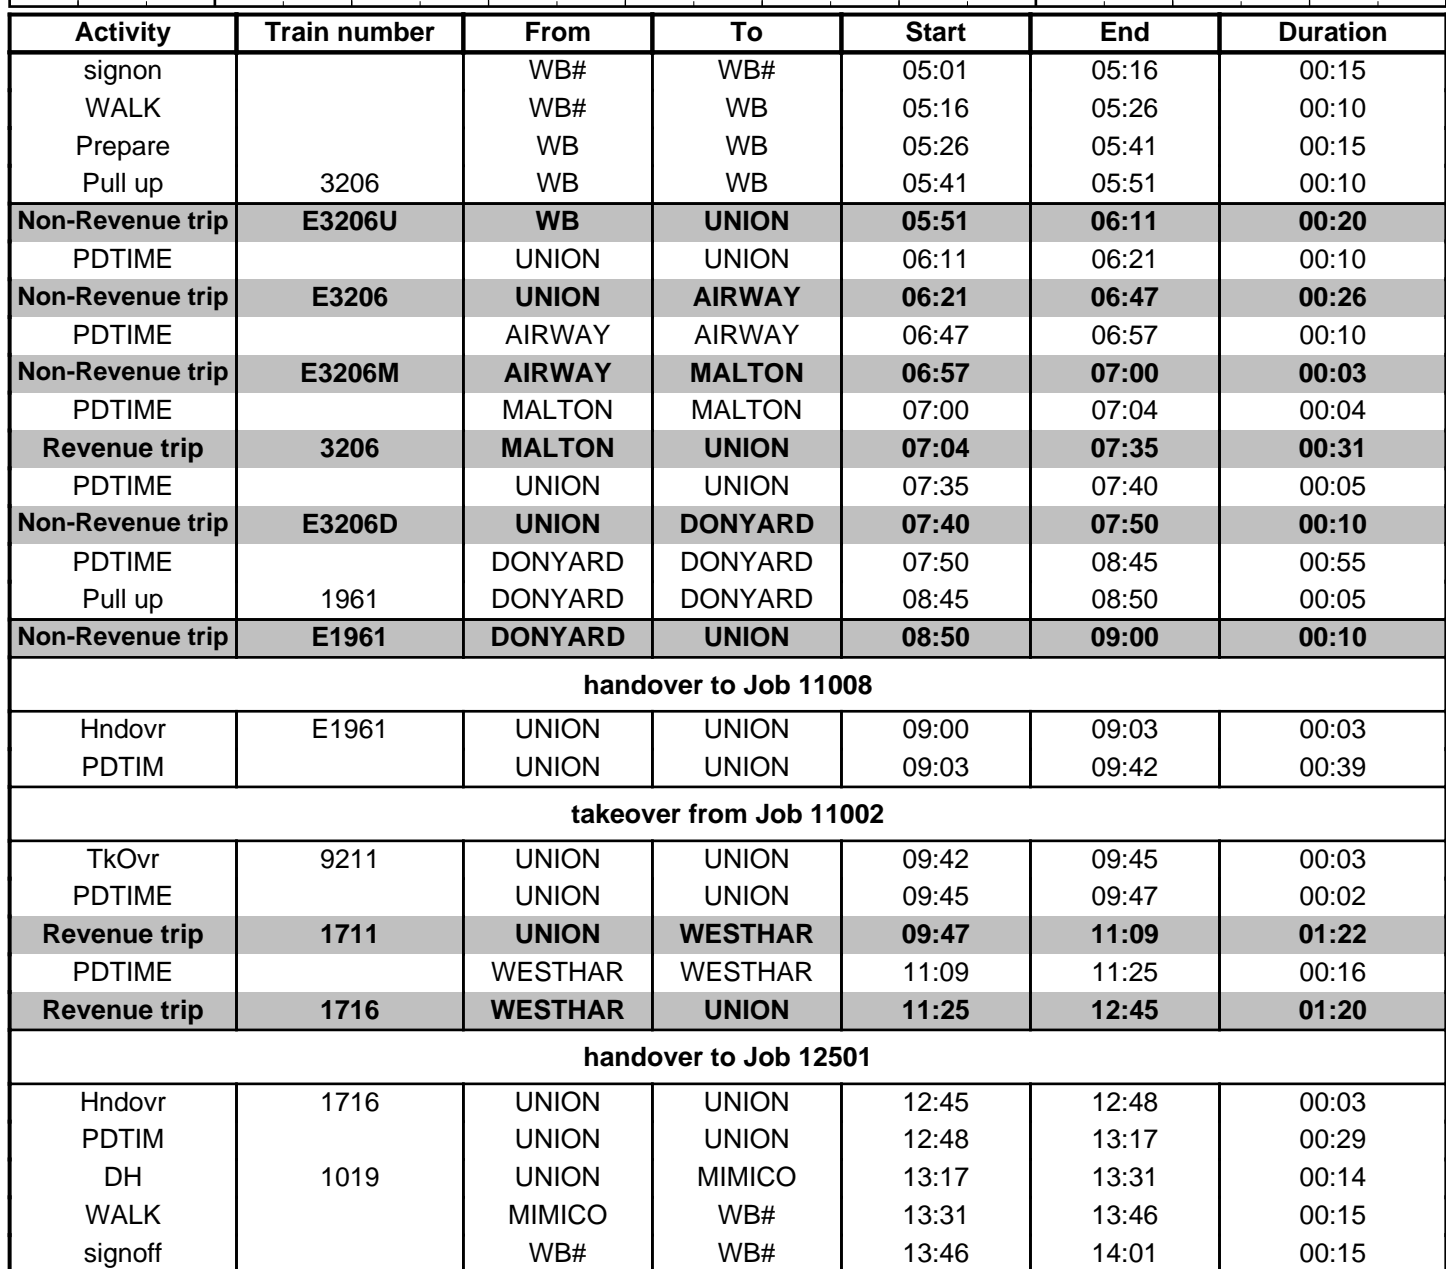 Activity Train number From To Start End Duration
signon WB# WB# 05:01 05:16 00:15
WALK WB# WB 05:16 05:26 00:10
Prepare WB WB 05:26 05:41 00:15
Pull up 3206 WB WB 05:41 05:51 00:10
Non-Revenue trip E3206U WB UNION 05:51 06:11 00:20
PDTIME UNION UNION 06:11 06:21 00:10
Non-Revenue trip E3206 UNION AIRWAY 06:21 06:47 00:26
PDTIME AIRWAY AIRWAY 06:47 06:57 00:10
Non-Revenue trip E3206M AIRWAY MALTON 06:57 07:00 00:03
PDTIME MALTON MALTON 07:00 07:04 00:04
Revenue trip 3206 MALTON UNION 07:04 07:35 00:31
PDTIME UNION UNION 07:35 07:40 00:05
Non-Revenue trip E3206D UNION DONYARD 07:40 07:50 00:10
PDTIME DONYARD DONYARD 07:50 08:45 00:55
Pull up 1961 DONYARD DONYARD 08:45 08:50 00:05
Non-Revenue trip E1961 DONYARD UNION 08:50 09:00 00:10
handover to Job 11008
Hndovr E1961 UNION UNION 09:00 09:03 00:03
PDTIM UNION UNION 09:03 09:42 00:39
takeover from Job 11002
TkOvr 9211 UNION UNION 09:42 09:45 00:03
PDTIME UNION UNION 09:45 09:47 00:02
Revenue trip 1711 UNION WESTHAR 09:47 11:09 01:22
PDTIME WESTHAR WESTHAR 11:09 11:25 00:16
Revenue trip 1716 WESTHAR UNION 11:25 12:45 01:20
handover to Job 12501
Hndovr 1716 UNION UNION 12:45 12:48 00:03
PDTIM UNION UNION 12:48 13:17 00:29
DH 1019 UNION MIMICO 13:17 13:31 00:14
WALK MIMICO WB# 13:31 13:46 00:15
signoff WB# WB# 13:46 14:01 00:15